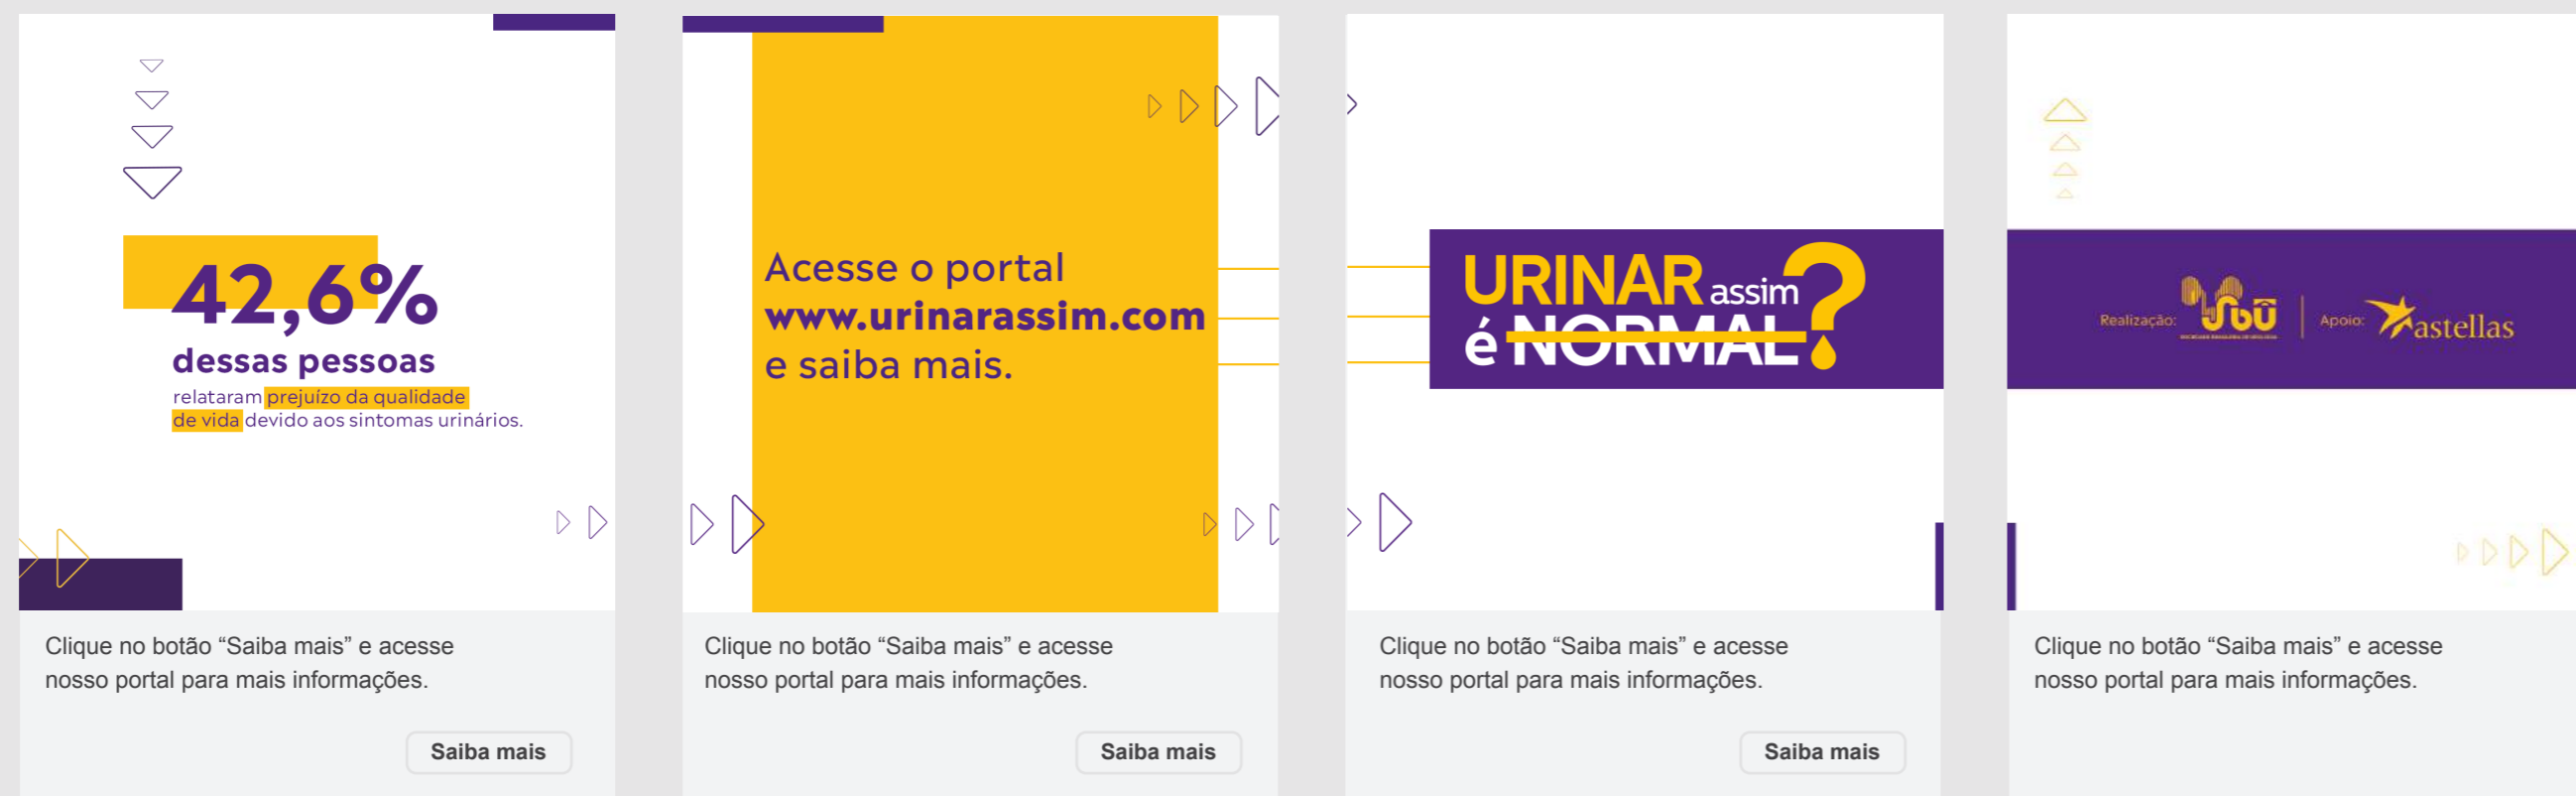 42,6%
dessas pessoas
relataram prejuízo da qualidade
de vida devido aos sintomas urinários.
Clique no botão “Saiba mais” e acesse
nosso portal para mais informações.
Saiba mais
Acesse o portal
www.urinarassim.com
e saiba mais.
Clique no botão “Saiba mais” e acesse
nosso portal para mais informações.
Saiba mais
URINAR assim
é NORMAL?
Clique no botão “Saiba mais” e acesse
nosso portal para mais informações.
Saiba mais
Realização:
Apoio: astellas
Clique no botão “Saiba mais” e acesse
nosso portal para mais informações.